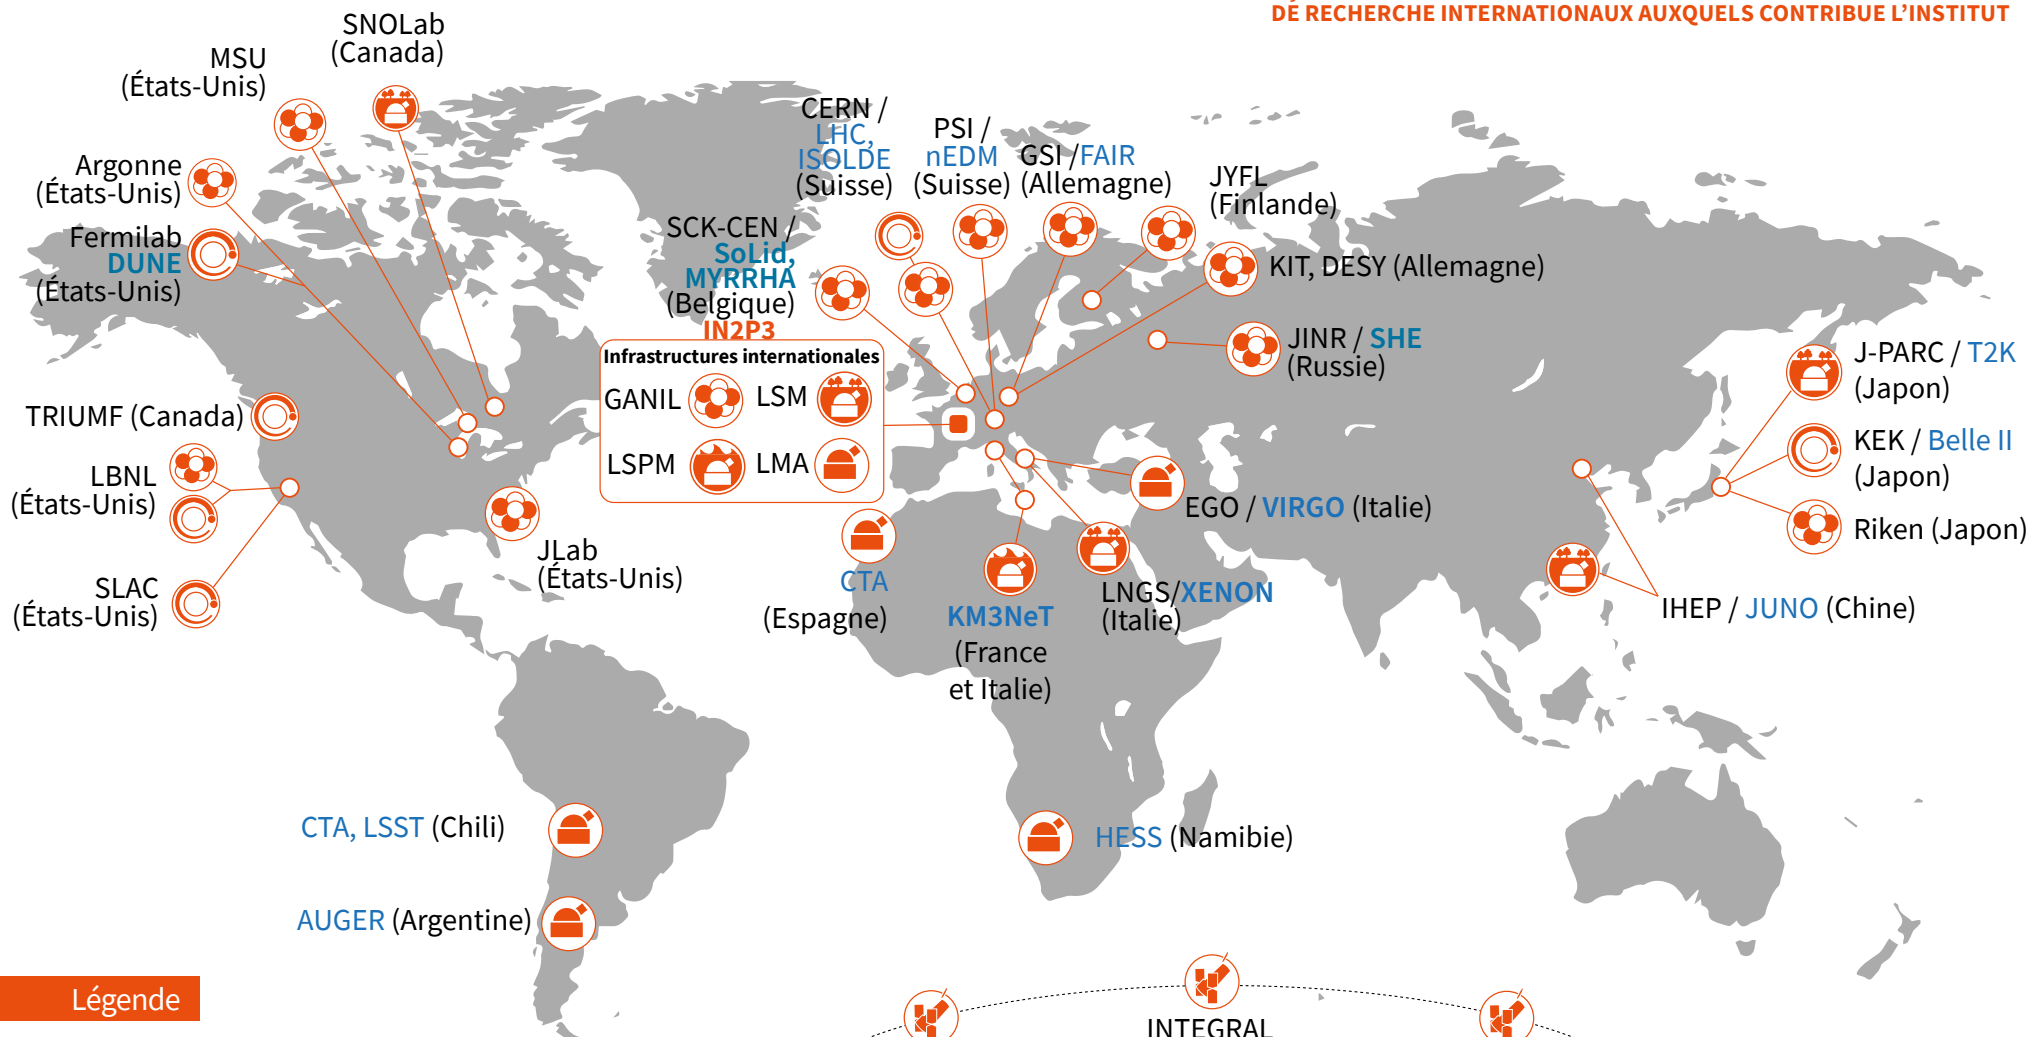 DE RECHERCHE INTERNATIONAUX AUXQUELS CONTRIBUE L’INSTITUT
SNOLab
(Canada)
MSU
(États-Unis)
Argonne
(États-Unis)
Fermilab
DUNE
(États-Unis)
TRIUMF (Canada)
LBNL
(États-Unis)
SLAC
(États-Unis)
JLab
(États-Unis)
CERN /
LHC,
ISOLDE
(Suisse)
PSI /
nEDM
(Suisse)
GSI /FAIR
(Allemagne)
JYFL
(Finlande)
SCK-CEN /
SoLid,
MYRRHA
(Belgique)
KIT, DESY (Allemagne)
JINR / SHE
(Russie)
IN2P3
Infrastructures internationales
GANIL LSM
LSPM LMA
J-PARC / T2K
(Japon)
KEK / Belle II
(Japon)
Riken (Japon)
EGO / VIRGO (Italie)
CTA
(Espagne)
KM3NeT
(France
et Italie)
LNGS/XENON
(Italie)
IHEP / JUNO (Chine)
CTA, LSST (Chili)
HESS (Namibie)
AUGER (Argentine)
Légende
INTEGRAL